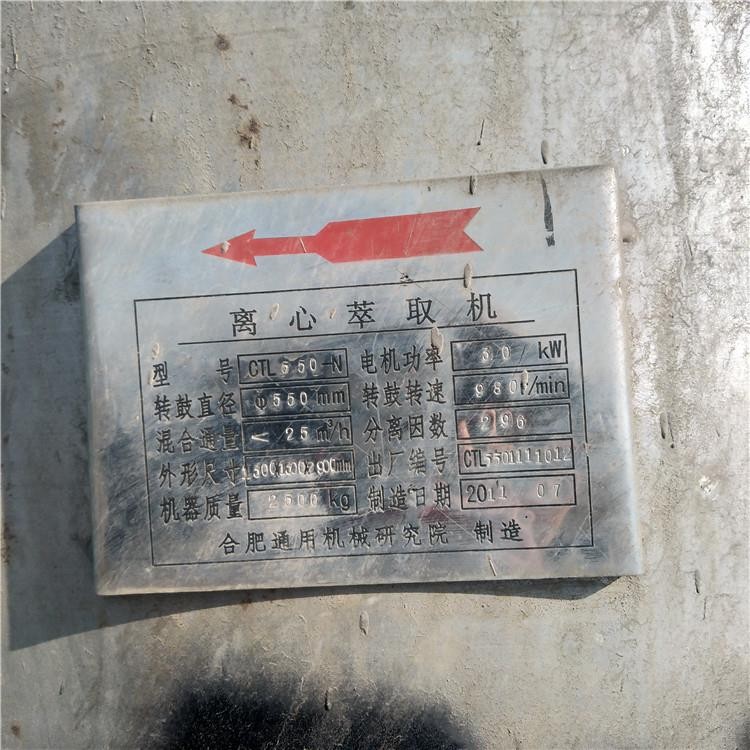 离心萃取机
型号 CTL550-N 电机功率 30/ kW
转鼓直径 φ550 mm 转鼓转速 980r/min
混合通量 < 25 m³/h 分离因数 296
外形尺寸 出厂编号 CTL5501111012
机器质量 2500 kg 制造日期 2011 07
合肥通用机械研究院 制造